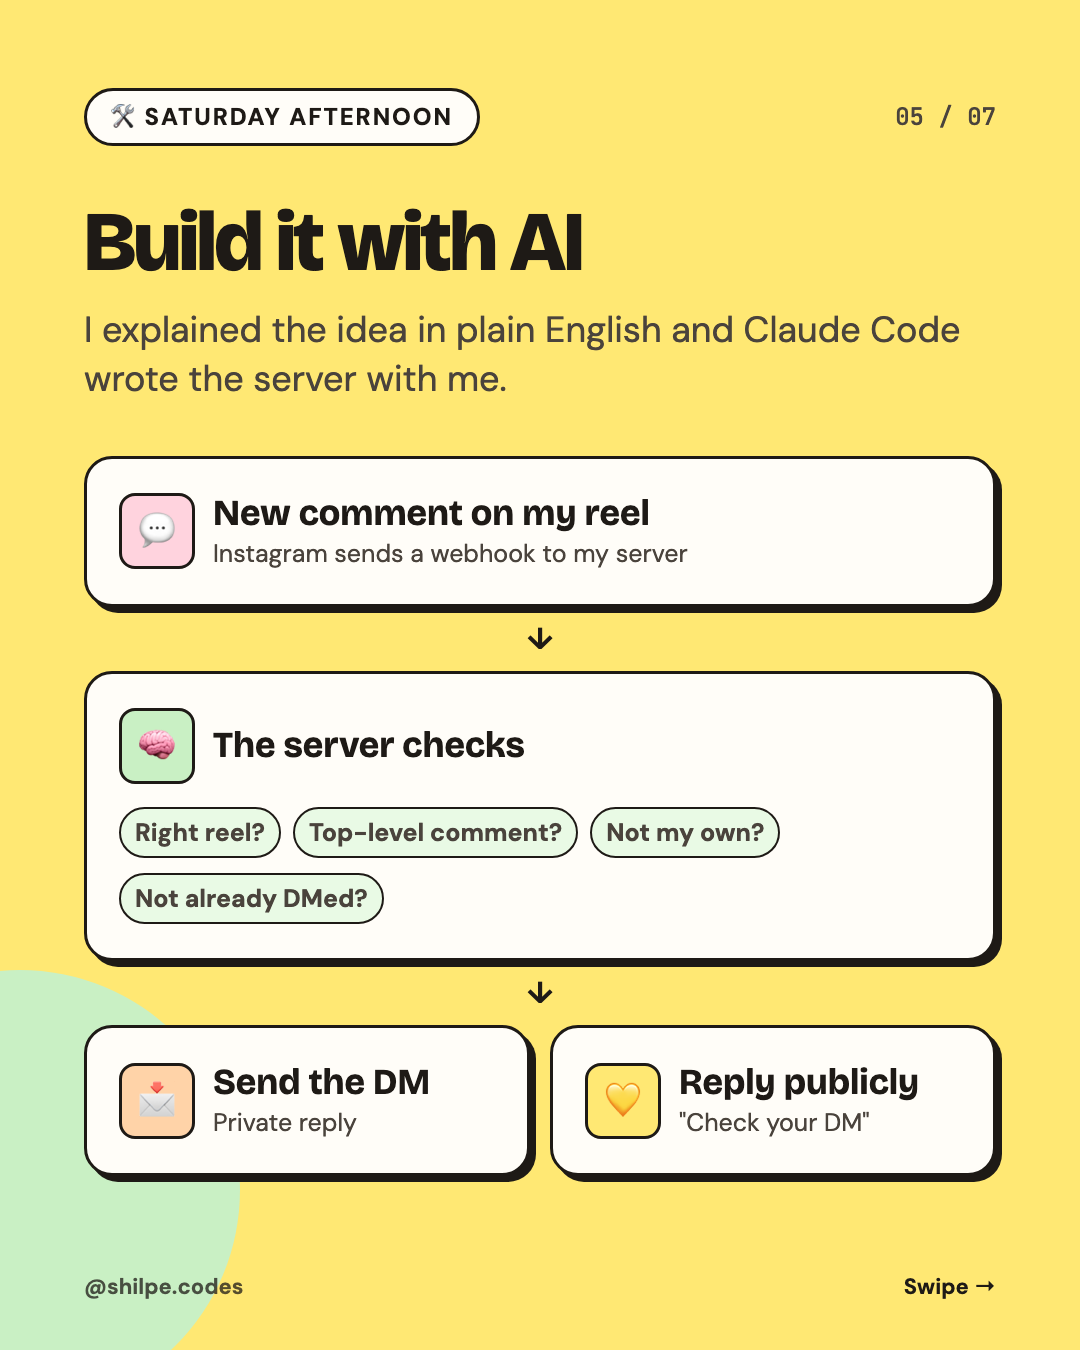 🛠️ SATURDAY AFTERNOON
05 / 07
Build it with AI
I explained the idea in plain English and Claude Code
wrote the server with me.
New comment on my reel
Instagram sends a webhook to my server
↓
The server checks
Right reel? Top-level comment? Not my own?
Not already DMed?
↓
Send the DM
Private reply
Reply publicly
"Check your DM"
@shilpe.codes
Swipe →